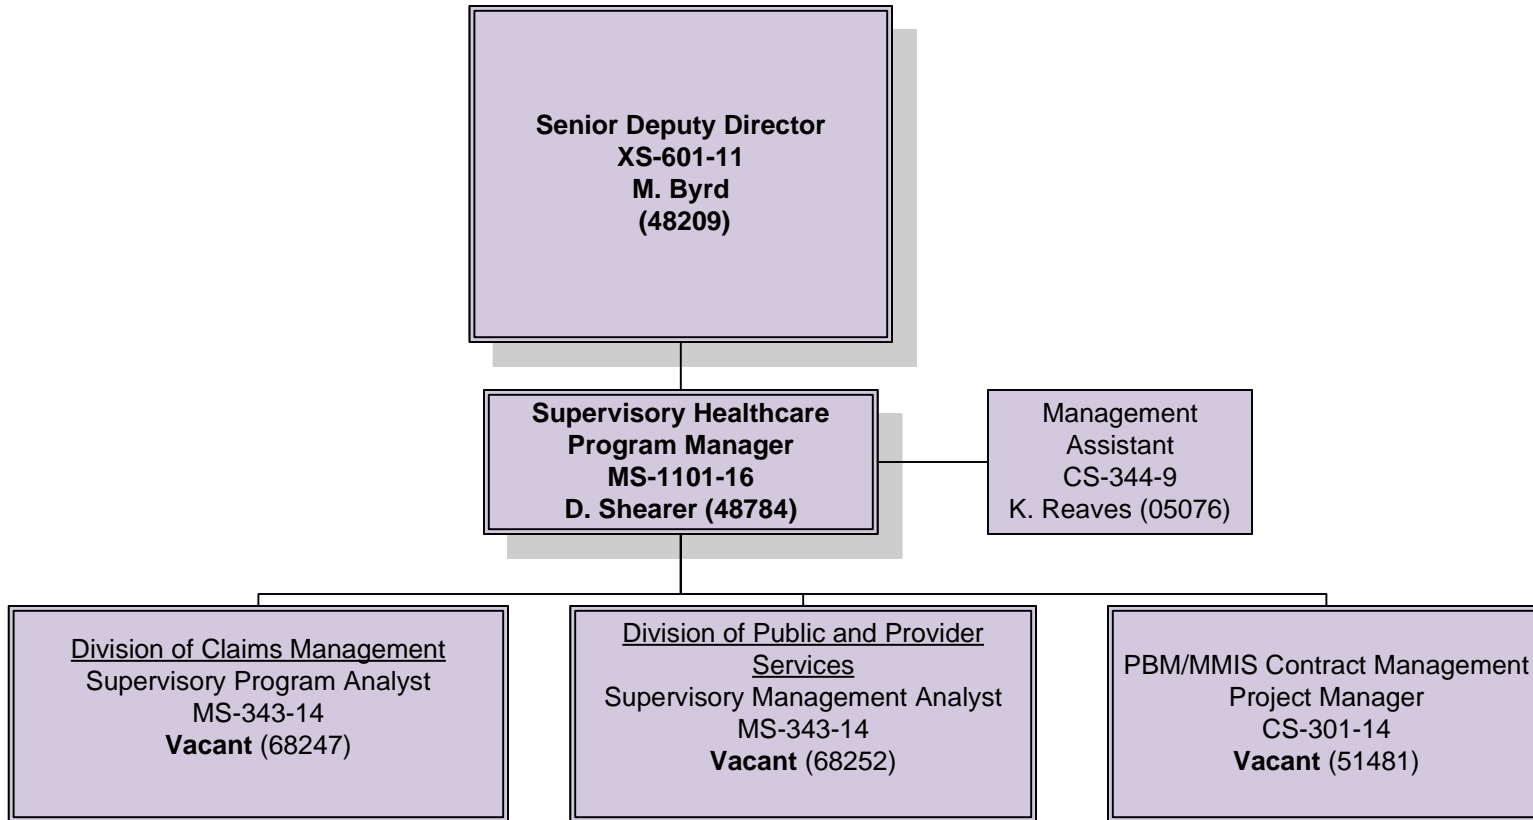 Senior Deputy Director
XS-601-11
M. Byrd
(48209)
Supervisory Healthcare
Program Manager
MS-1101-16
D. Shearer (48784)
Management
Assistant
CS-344-9
K. Reaves (05076)
Division of Claims Management
Supervisory Program Analyst
MS-343-14
Vacant (68247)
Division of Public and Provider
Services
Supervisory Management Analyst
MS-343-14
Vacant (68252)
PBM/MMIS Contract Management
Project Manager
CS-301-14
Vacant (51481)